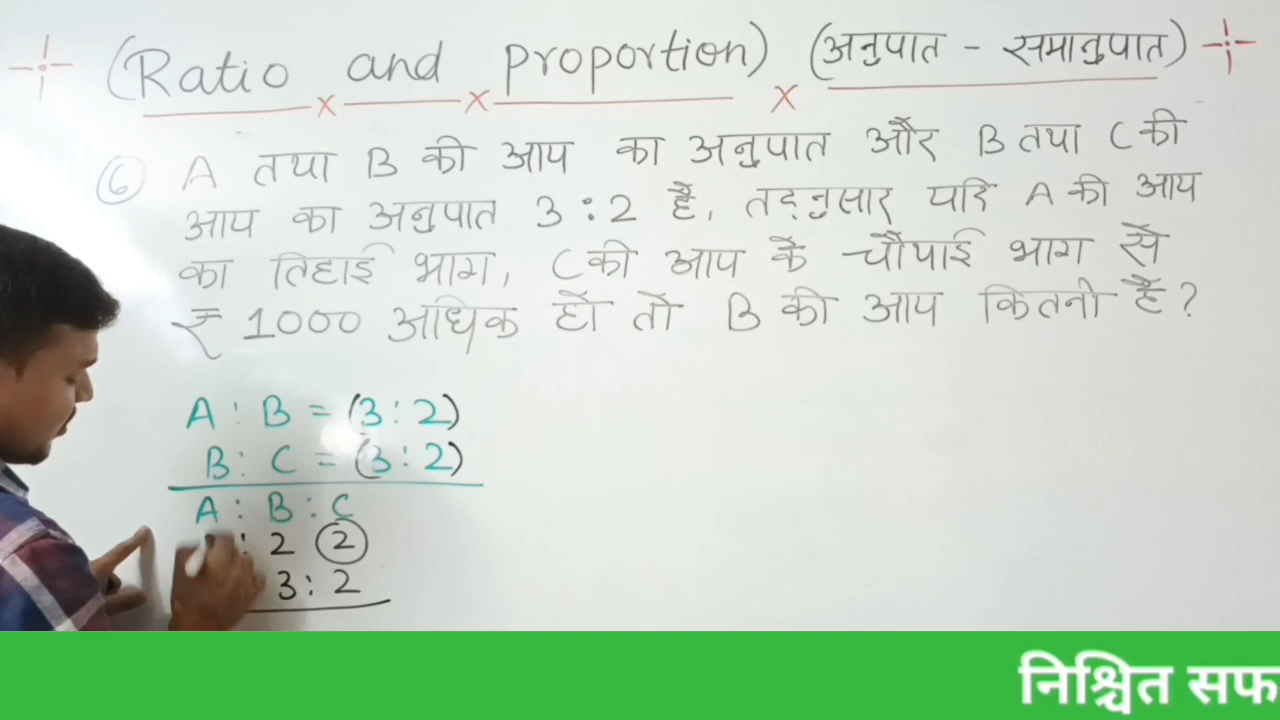 (Ratio and proportion) (अनुपात - समानुपात)
⑥ A तथा B की आय का अनुपात और B तथा C की
आय का अनुपात 3:2 है, तद्नुसार यदि A की आय
का तिहाई भाग, C की आय के चौथाई भाग से
₹ 1000 अधिक हो तो B की आय कितनी है?
A : B = (3:2)
B : C = (3:2)
A : B : C
: 2 ②
3 : 2
निश्चित सफ